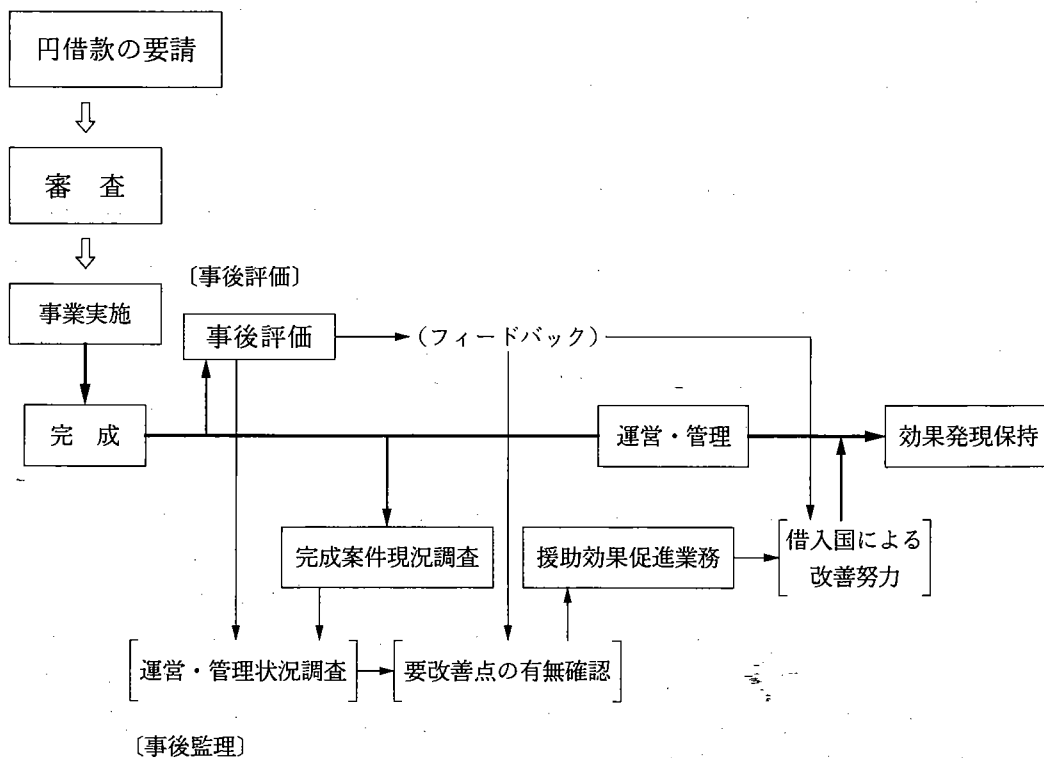 円借款の要請
審 査
〔事後評価〕
事業実施
事後評価
(フィードバック)
完 成
運営・管理
効果発現保持
完成案件現況調査
援助効果促進業務
借入国による
改善努力
運営・管理状況調査
要改善点の有無確認
〔事後監理〕